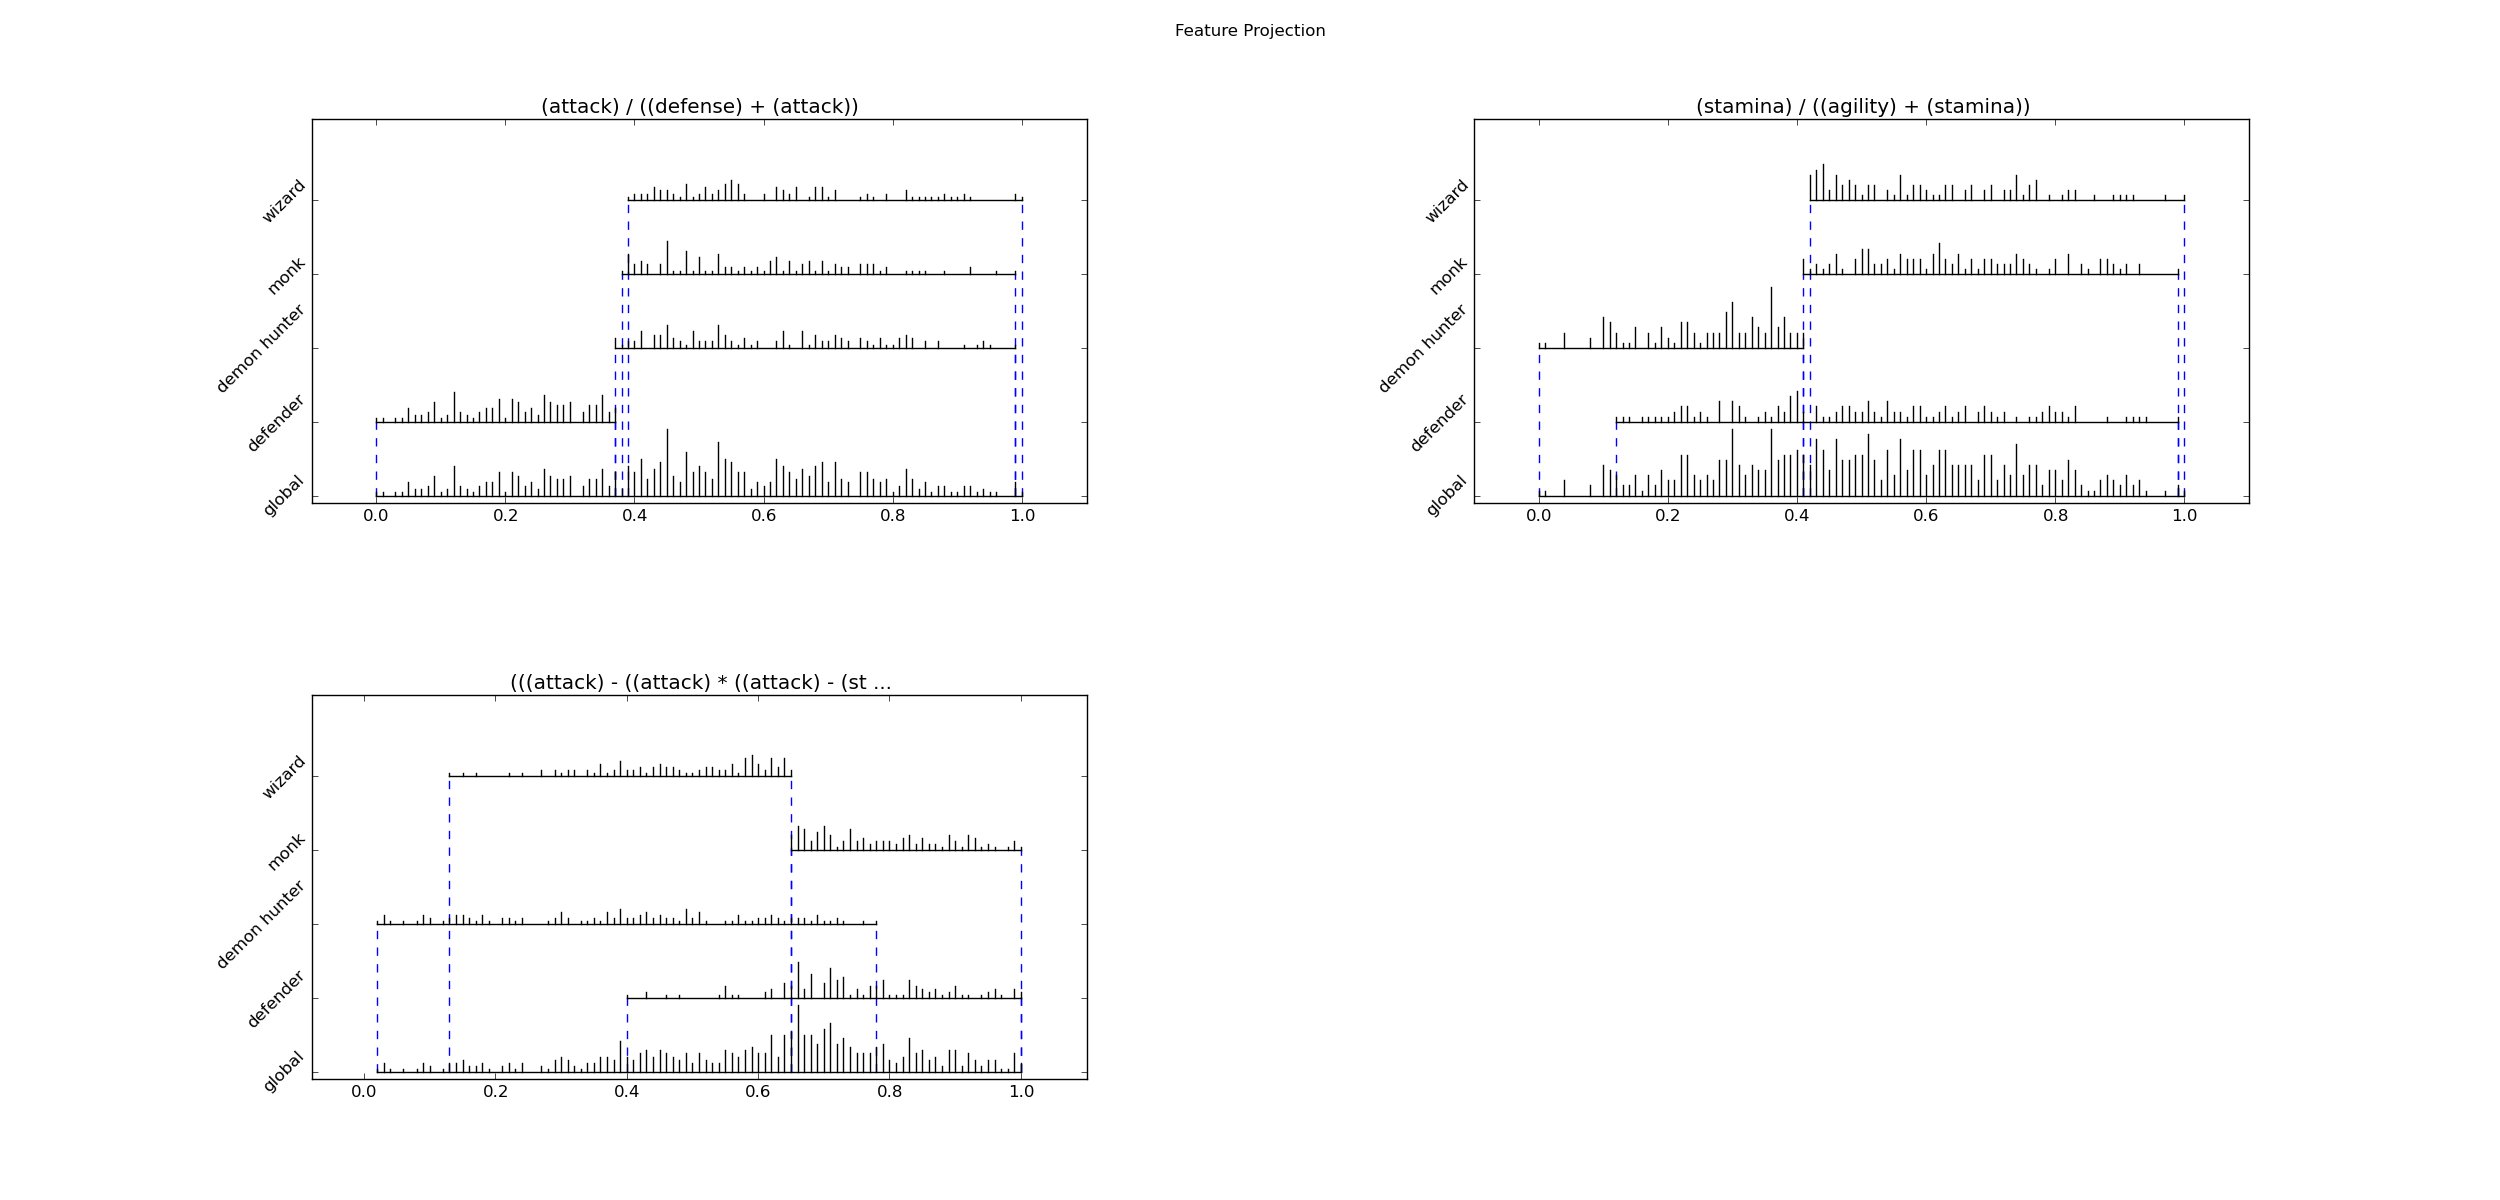 Feature Projection
(attack) / ((defense) + (attack))
wizard
monk
demon hunter
defender
global
0.0 0.2 0.4 0.6 0.8 1.0
(stamina) / ((agility) + (stamina))
wizard
monk
demon hunter
defender
global
0.0 0.2 0.4 0.6 0.8 1.0
(((attack) - ((attack) * ((attack) - (st ...
wizard
monk
demon hunter
defender
global
0.0 0.2 0.4 0.6 0.8 1.0